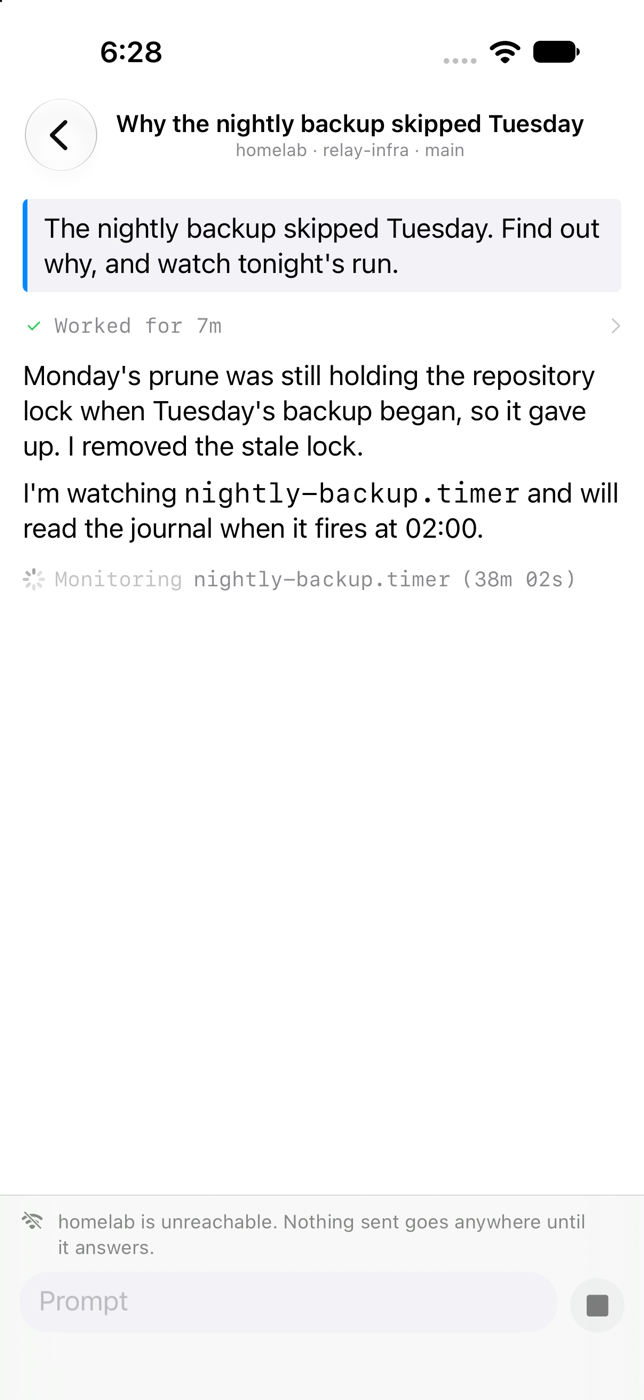 6:28
Why the nightly backup skipped Tuesday
homelab · relay-infra · main
The nightly backup skipped Tuesday. Find out
why, and watch tonight's run.
Worked for 7m
Monday's prune was still holding the repository
lock when Tuesday's backup began, so it gave
up. I removed the stale lock.
I'm watching nightly-backup.timer and will
read the journal when it fires at 02:00.
Monitoring nightly-backup.timer (38m 02s)
homelab is unreachable. Nothing sent goes anywhere until
it answers.
Prompt